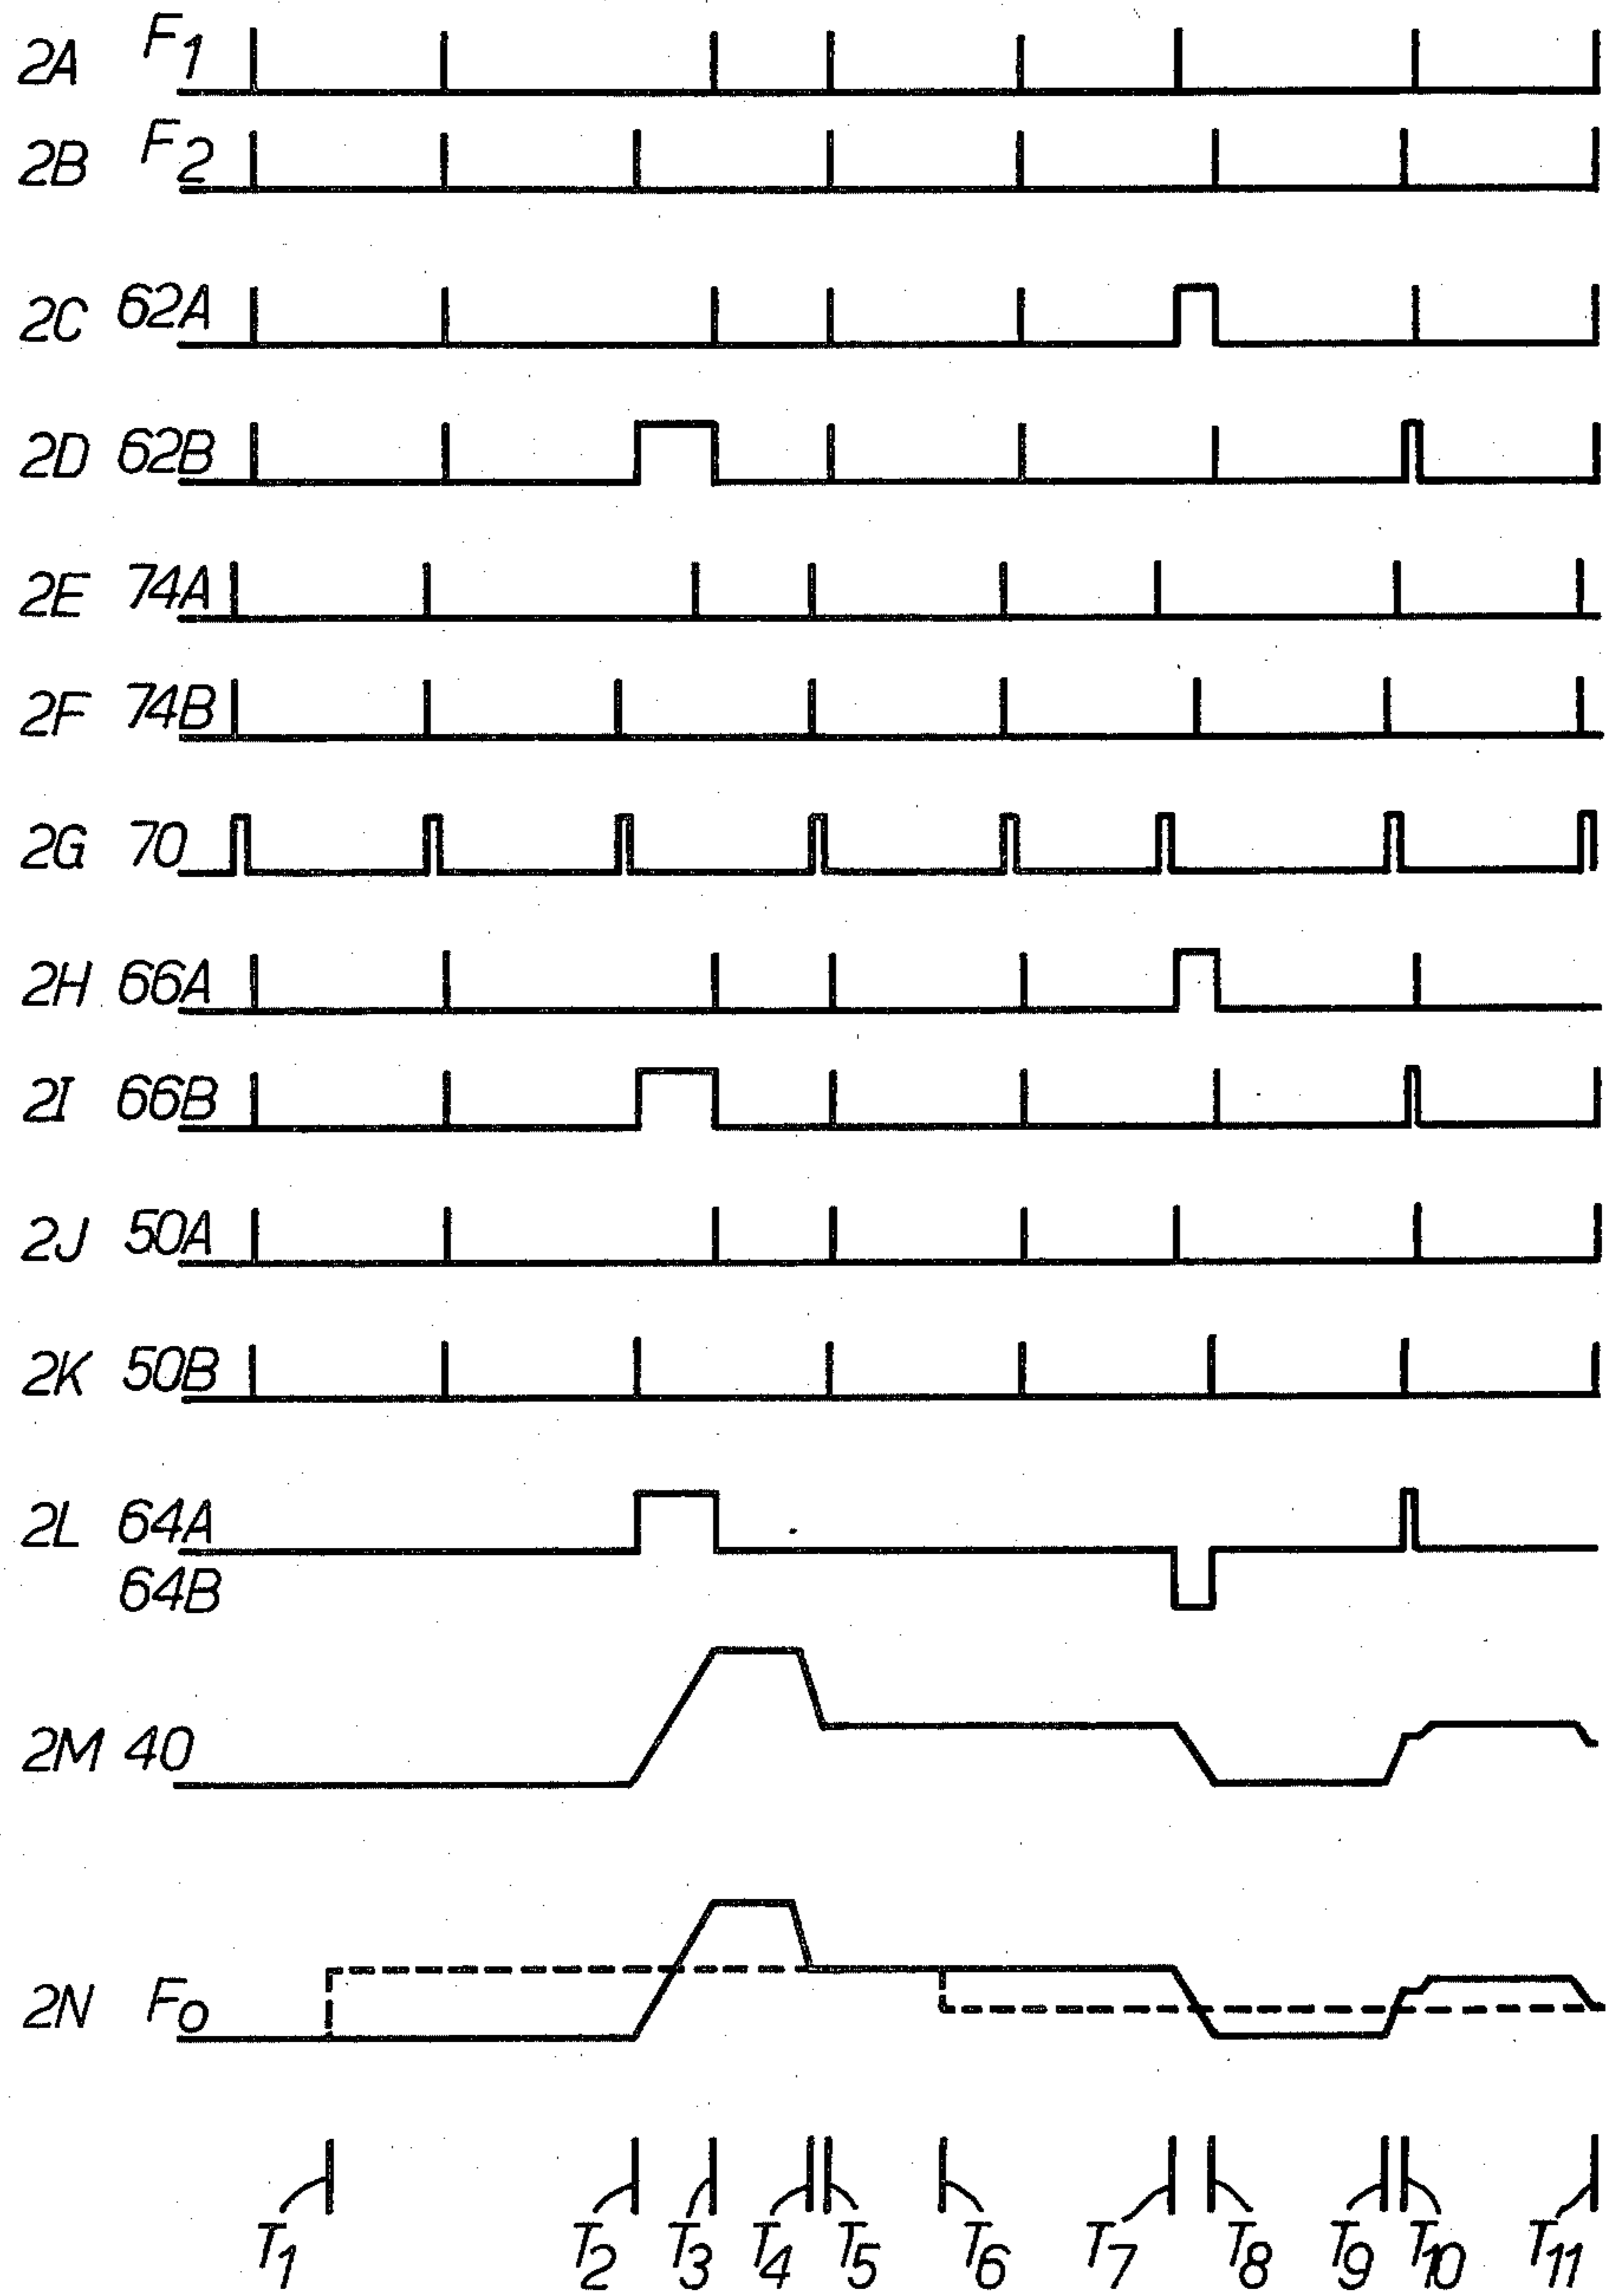 2A F1
2B F2
2C 62A
2D 62B
2E 74A
2F 74B
2G 70
2H 66A
2I 66B
2J 50A
2K 50B
2L 64A
64B
2M 40
2N Fo
T1 T2 T3 T4 T5 T6 T7 T8 T9 T10 T11